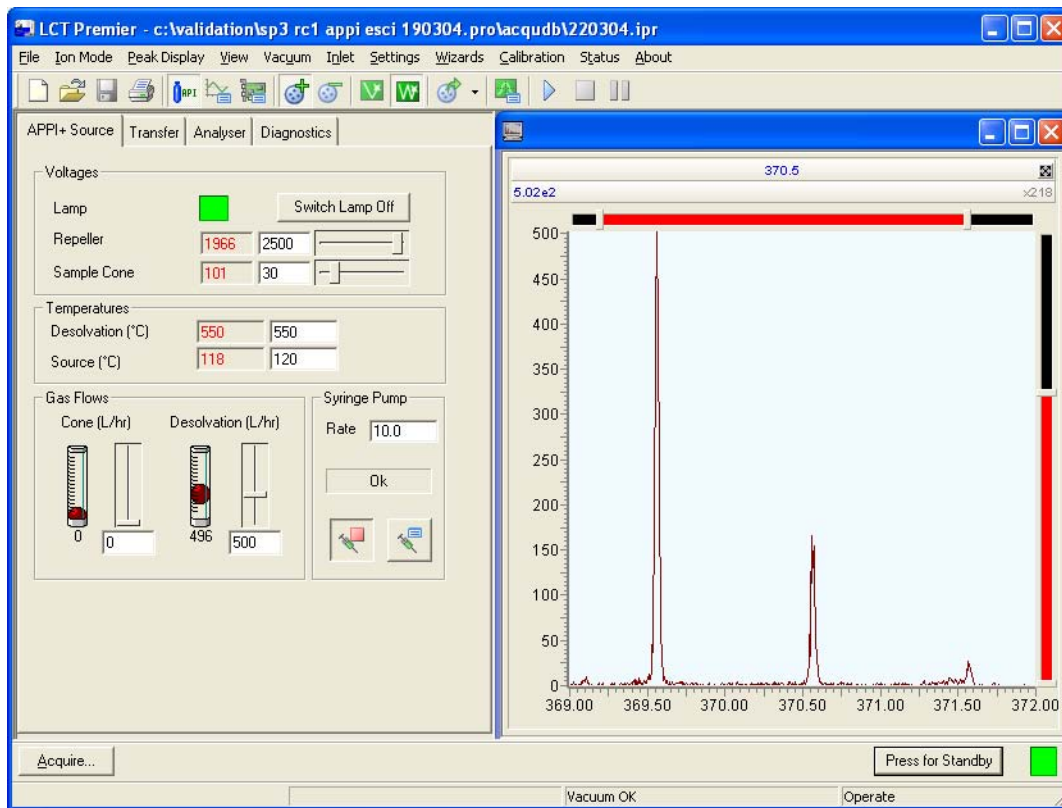 LCT Premier - c:\validation\sp3 rc1 appi esci 190304.pro\acqudb\220304.ipr
File Ion Mode Peak Display View Vacuum Inlet Settings Wizards Calibration Status About
API
APPI+ Source Transfer Analyser Diagnostics
Voltages
Lamp Switch Lamp Off
Repeller 1966 2500
Sample Cone 101 30
Temperatures
Desolvation (°C) 550 550
Source (°C) 118 120
Gas Flows
Cone (L/hr) Desolvation (L/hr)
0 0 496 500
Syringe Pump
Rate 10.0
Ok
370.5
5.02e2 x218
500
450
400
350
300
250
200
150
100
50
0
369.00 369.50 370.00 370.50 371.00 371.50 372.00
Acquire... Press for Standby
Vacuum OK Operate